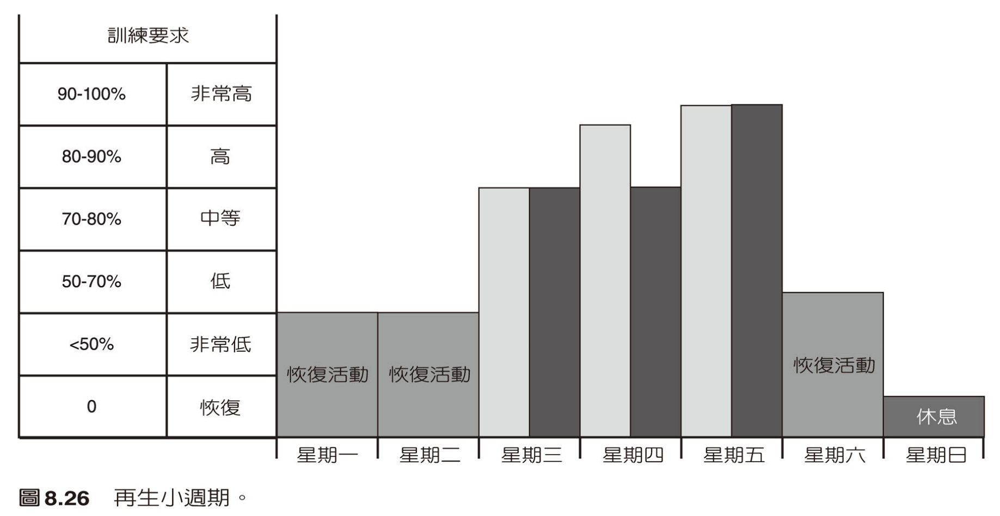 訓練要求
90-100% 非常高
80-90% 高
70-80% 中等
50-70% 低
<50% 非常低
0 恢復
恢復活動 恢復活動 恢復活動 休息
星期一 星期二 星期三 星期四 星期五 星期六 星期日
圖8.26 再生小週期。